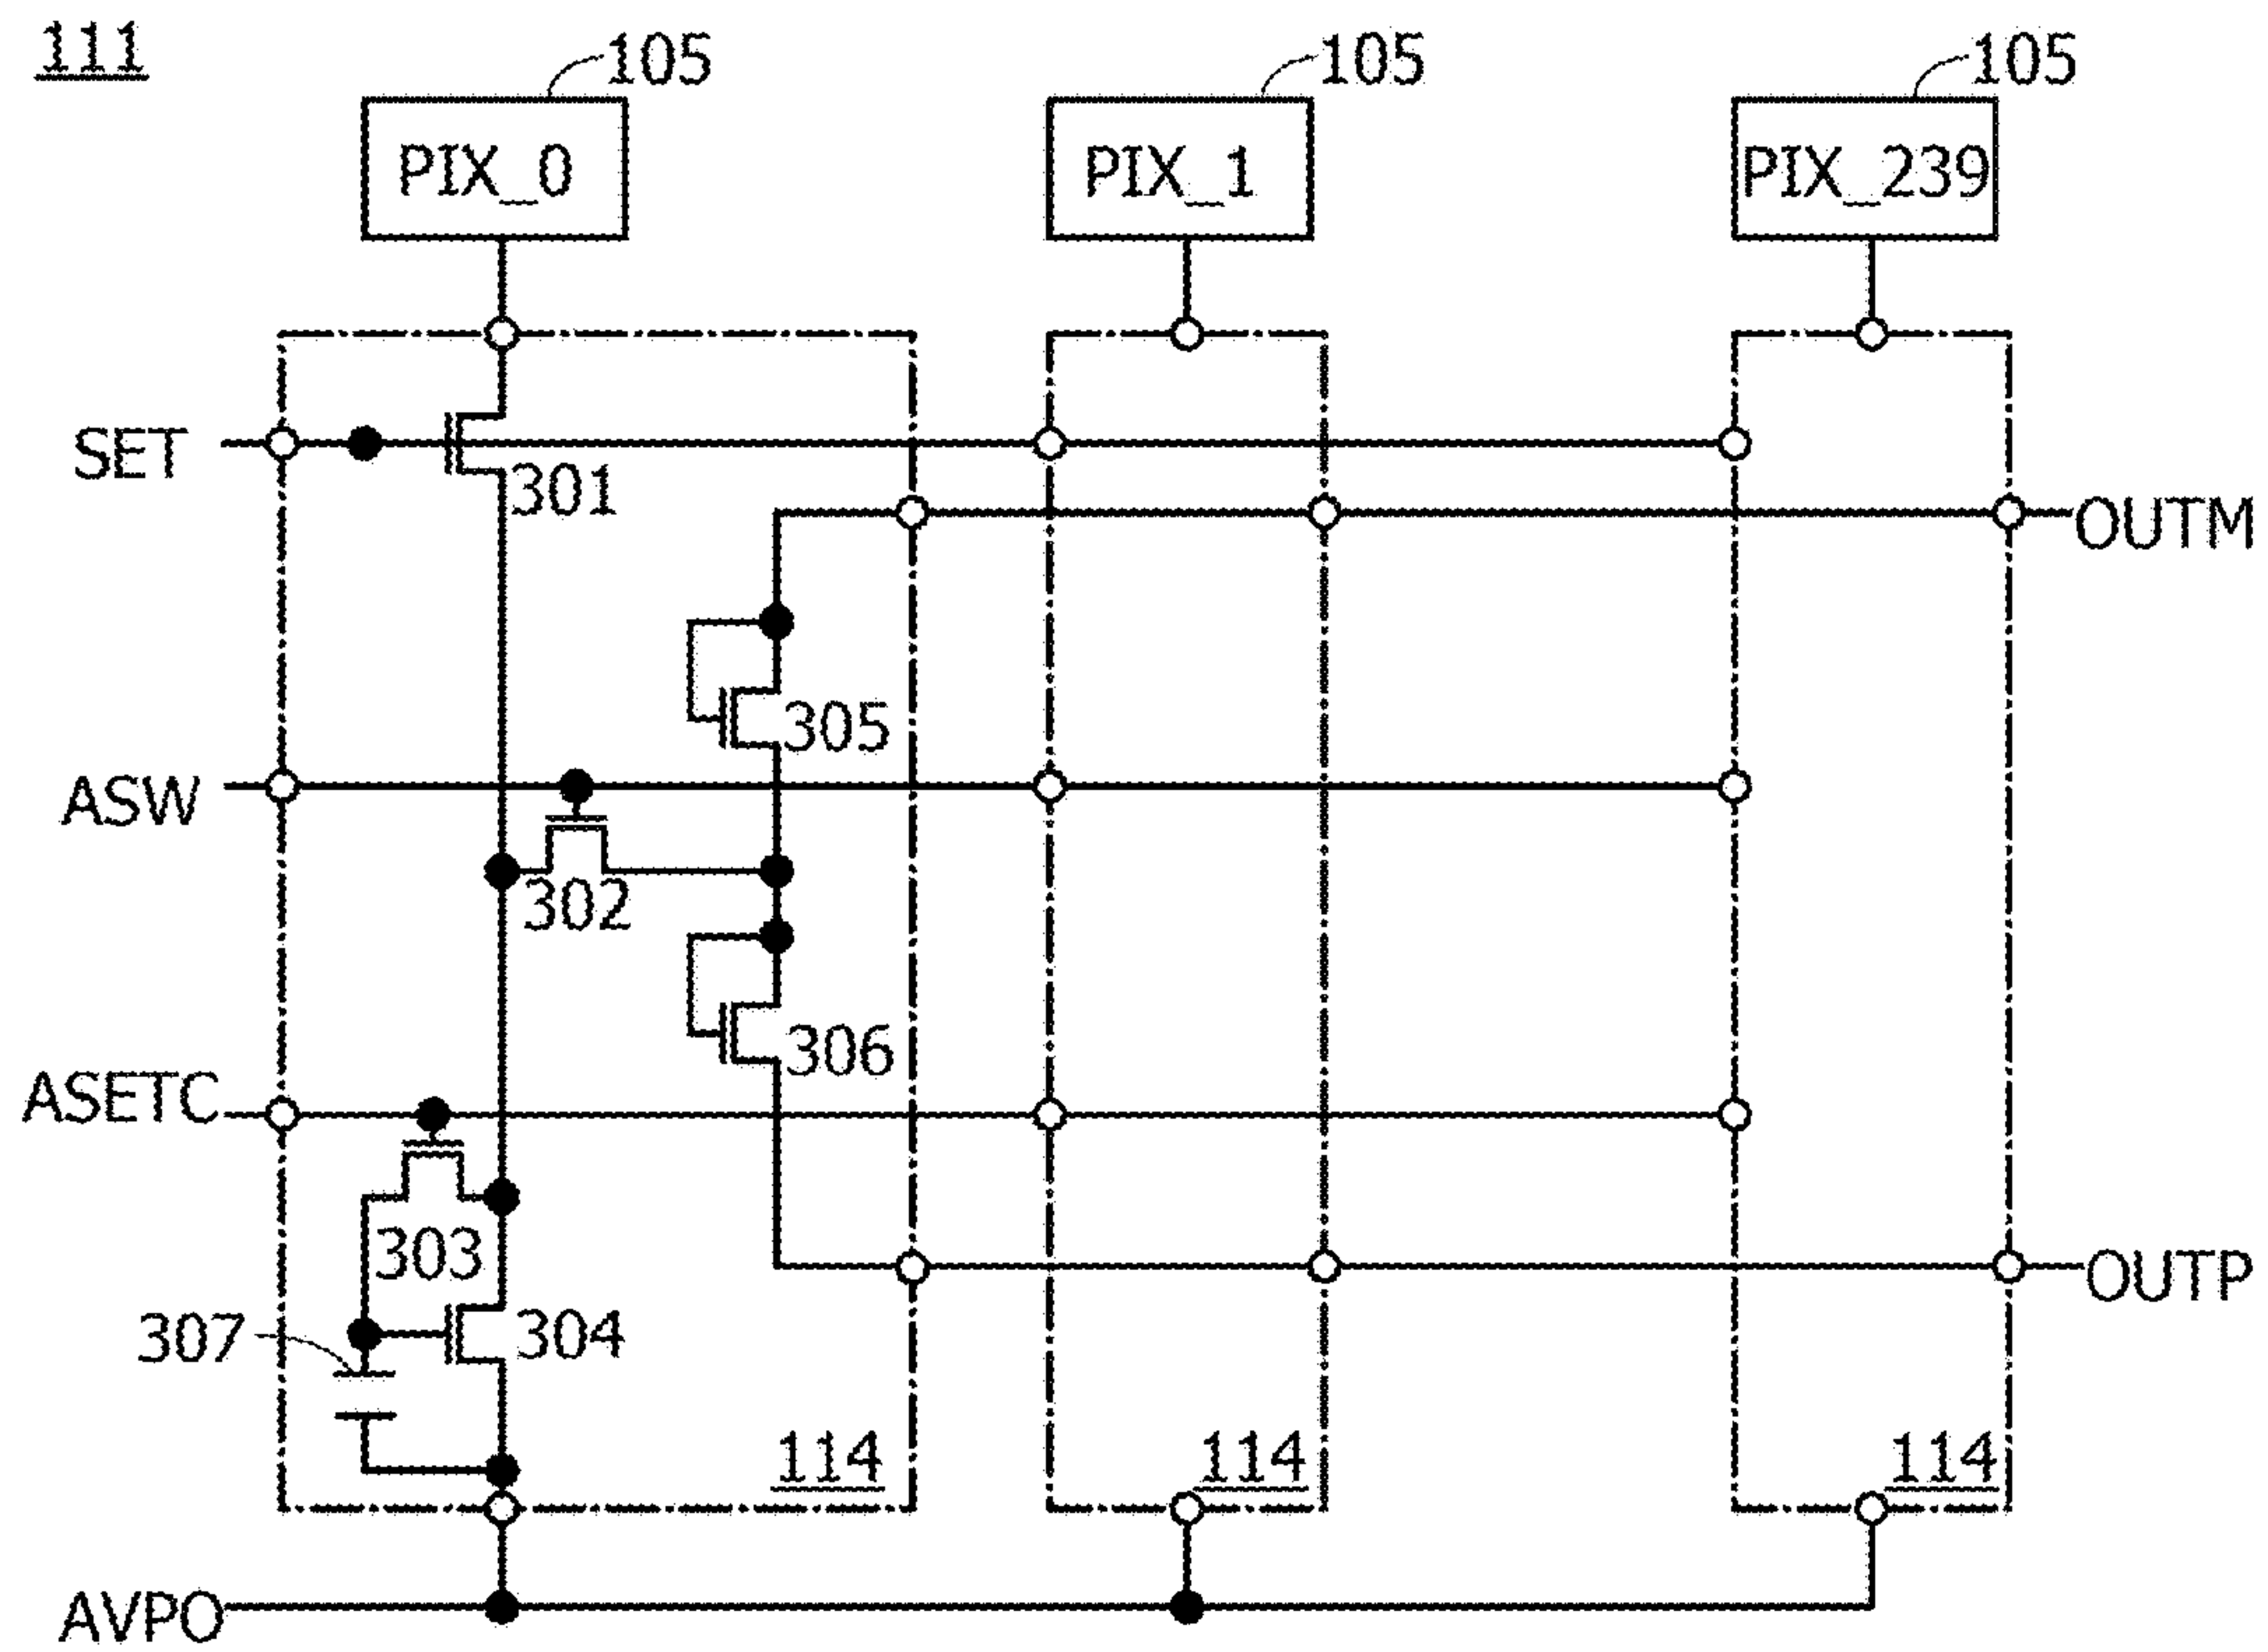 111
105
105
105
PIX_0
PIX_1
PIX_239
SET
301
OUTM
305
ASW
302
306
ASETC
303
OUTP
307
304
114
114
114
AVPO